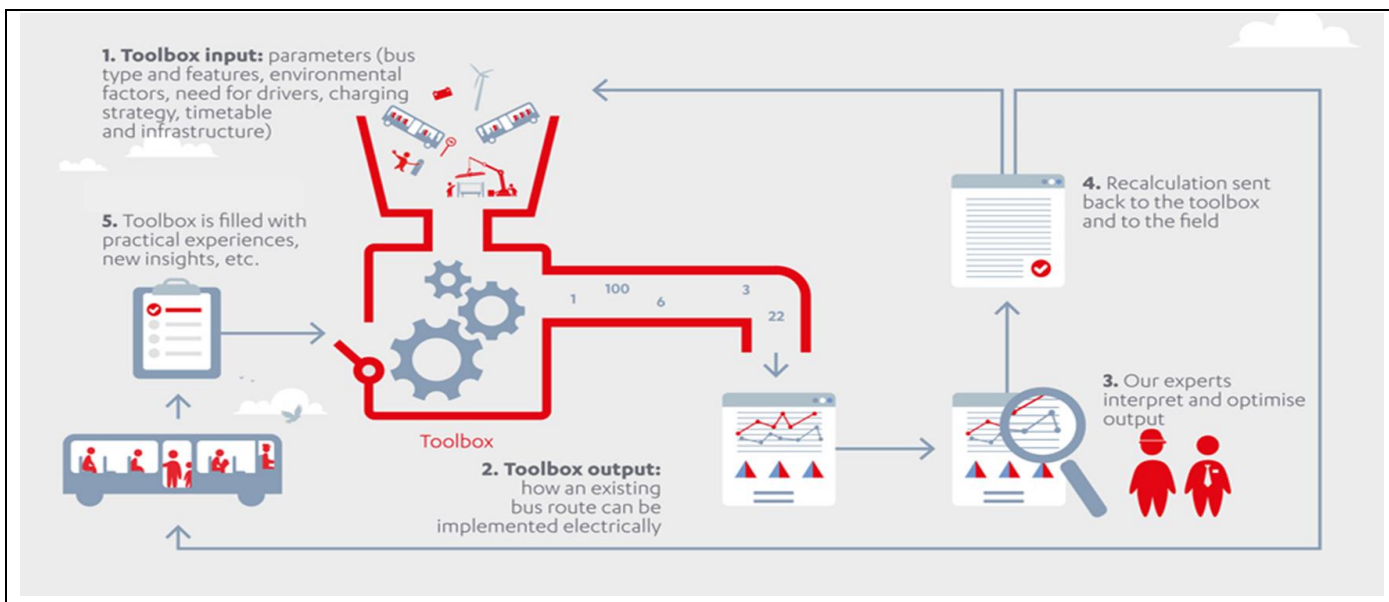 1. Toolbox input: parameters (bus
type and features, environmental
factors, need for drivers, charging
strategy, timetable
and infrastructure)
5. Toolbox is filled with
practical experiences,
new insights, etc.
1
100
6
3
22
Toolbox
2. Toolbox output:
how an existing
bus route can be
implemented electrically
3. Our experts
interpret and optimise
output
4. Recalculation sent
back to the toolbox
and to the field